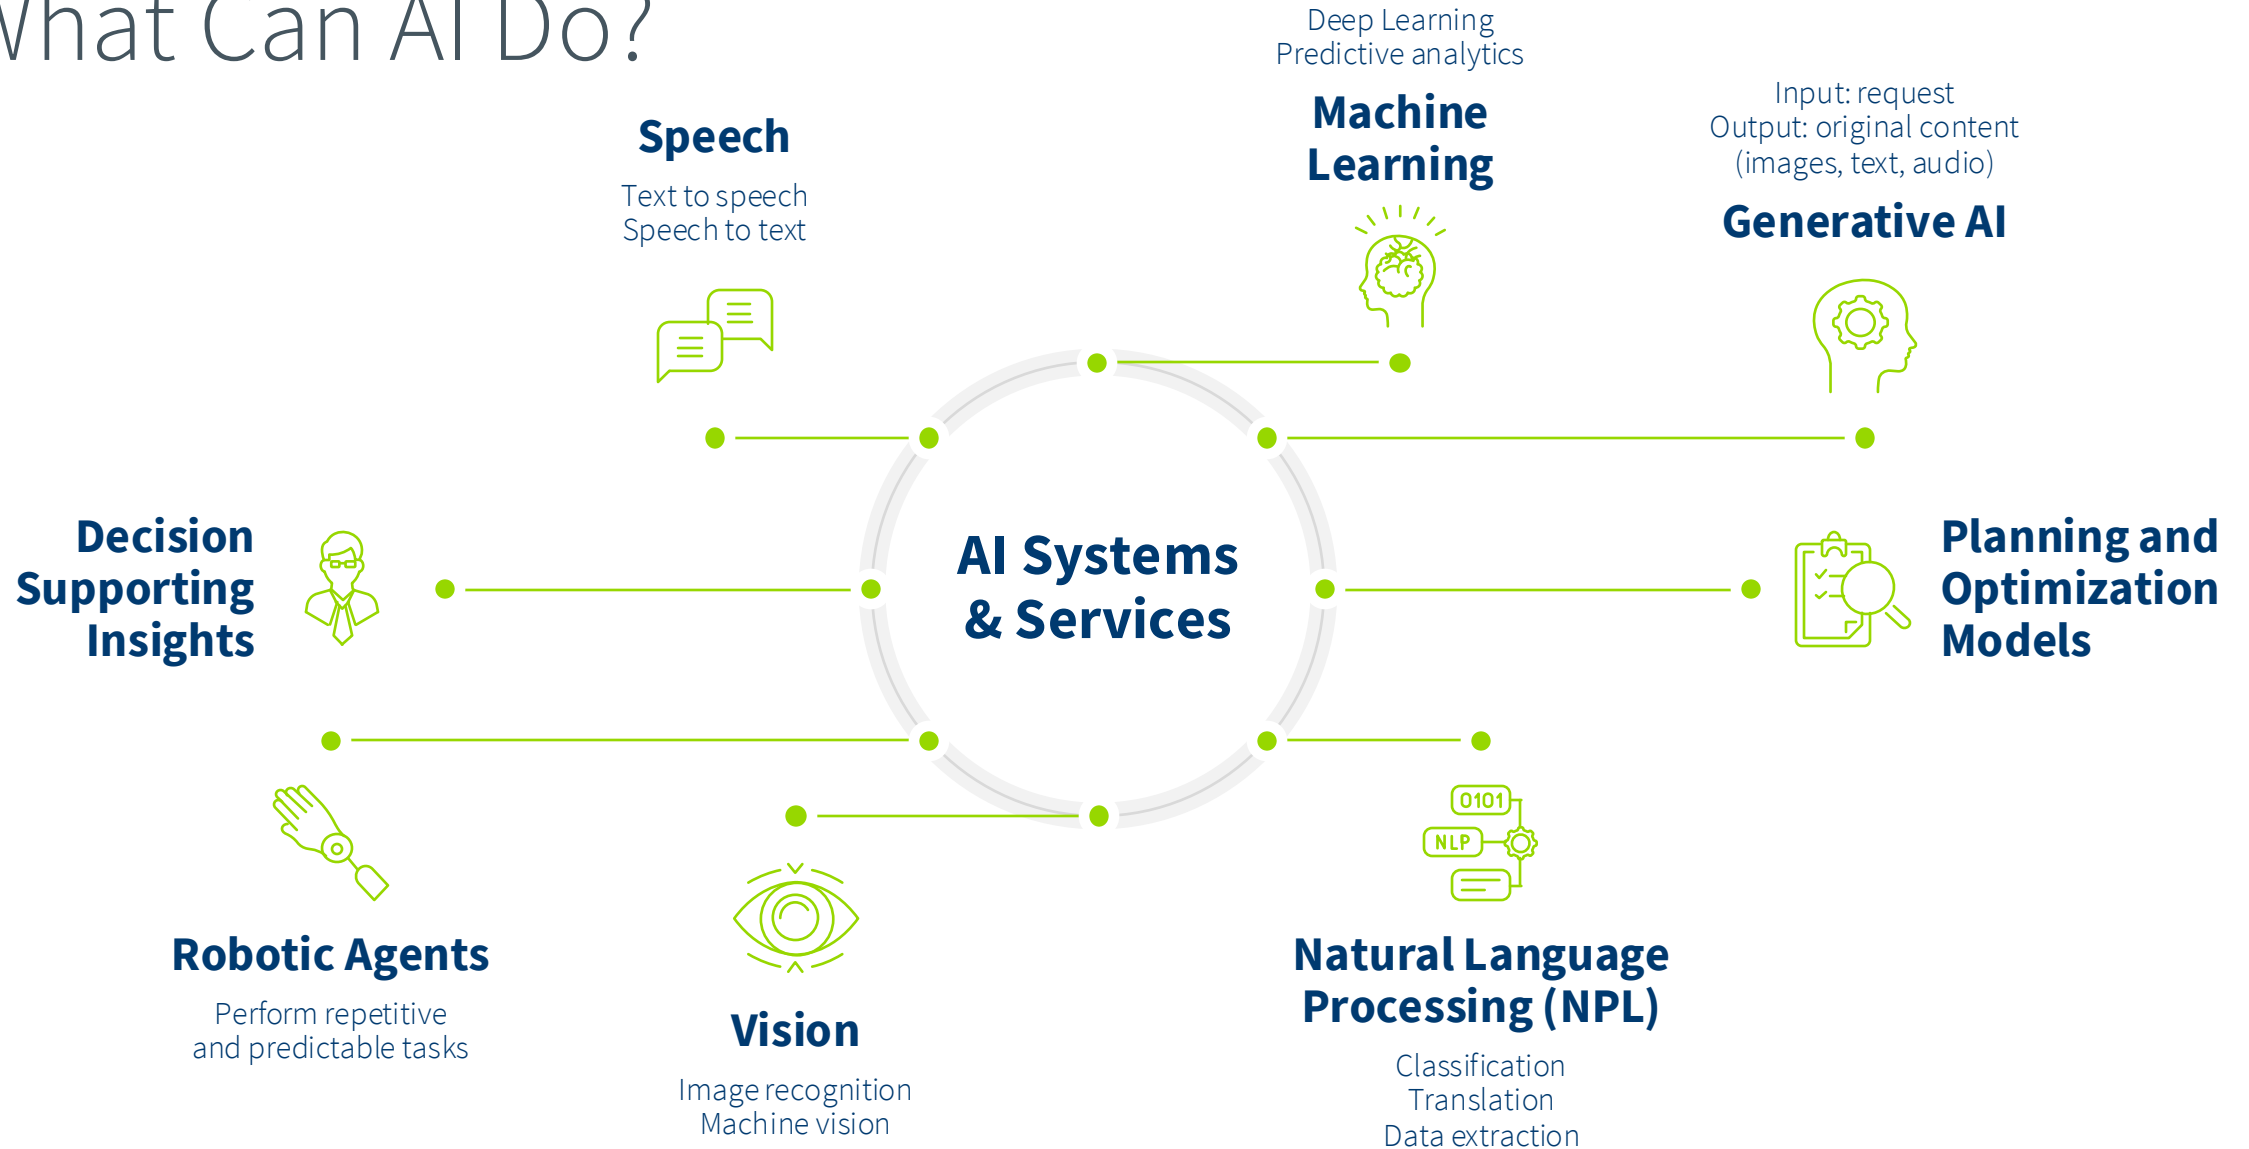 What Can AI Do?
Deep Learning
Predictive analytics
Machine
Learning
Input: request
Output: original content
(images, text, audio)
Generative AI
Speech
Text to speech
Speech to text
AI Systems
& Services
Decision
Supporting
Insights
Planning and
Optimization
Models
Robotic Agents
Perform repetitive
and predictable tasks
Vision
Image recognition
Machine vision
0101
NLP
Natural Language
Processing (NPL)
Classification
Translation
Data extraction